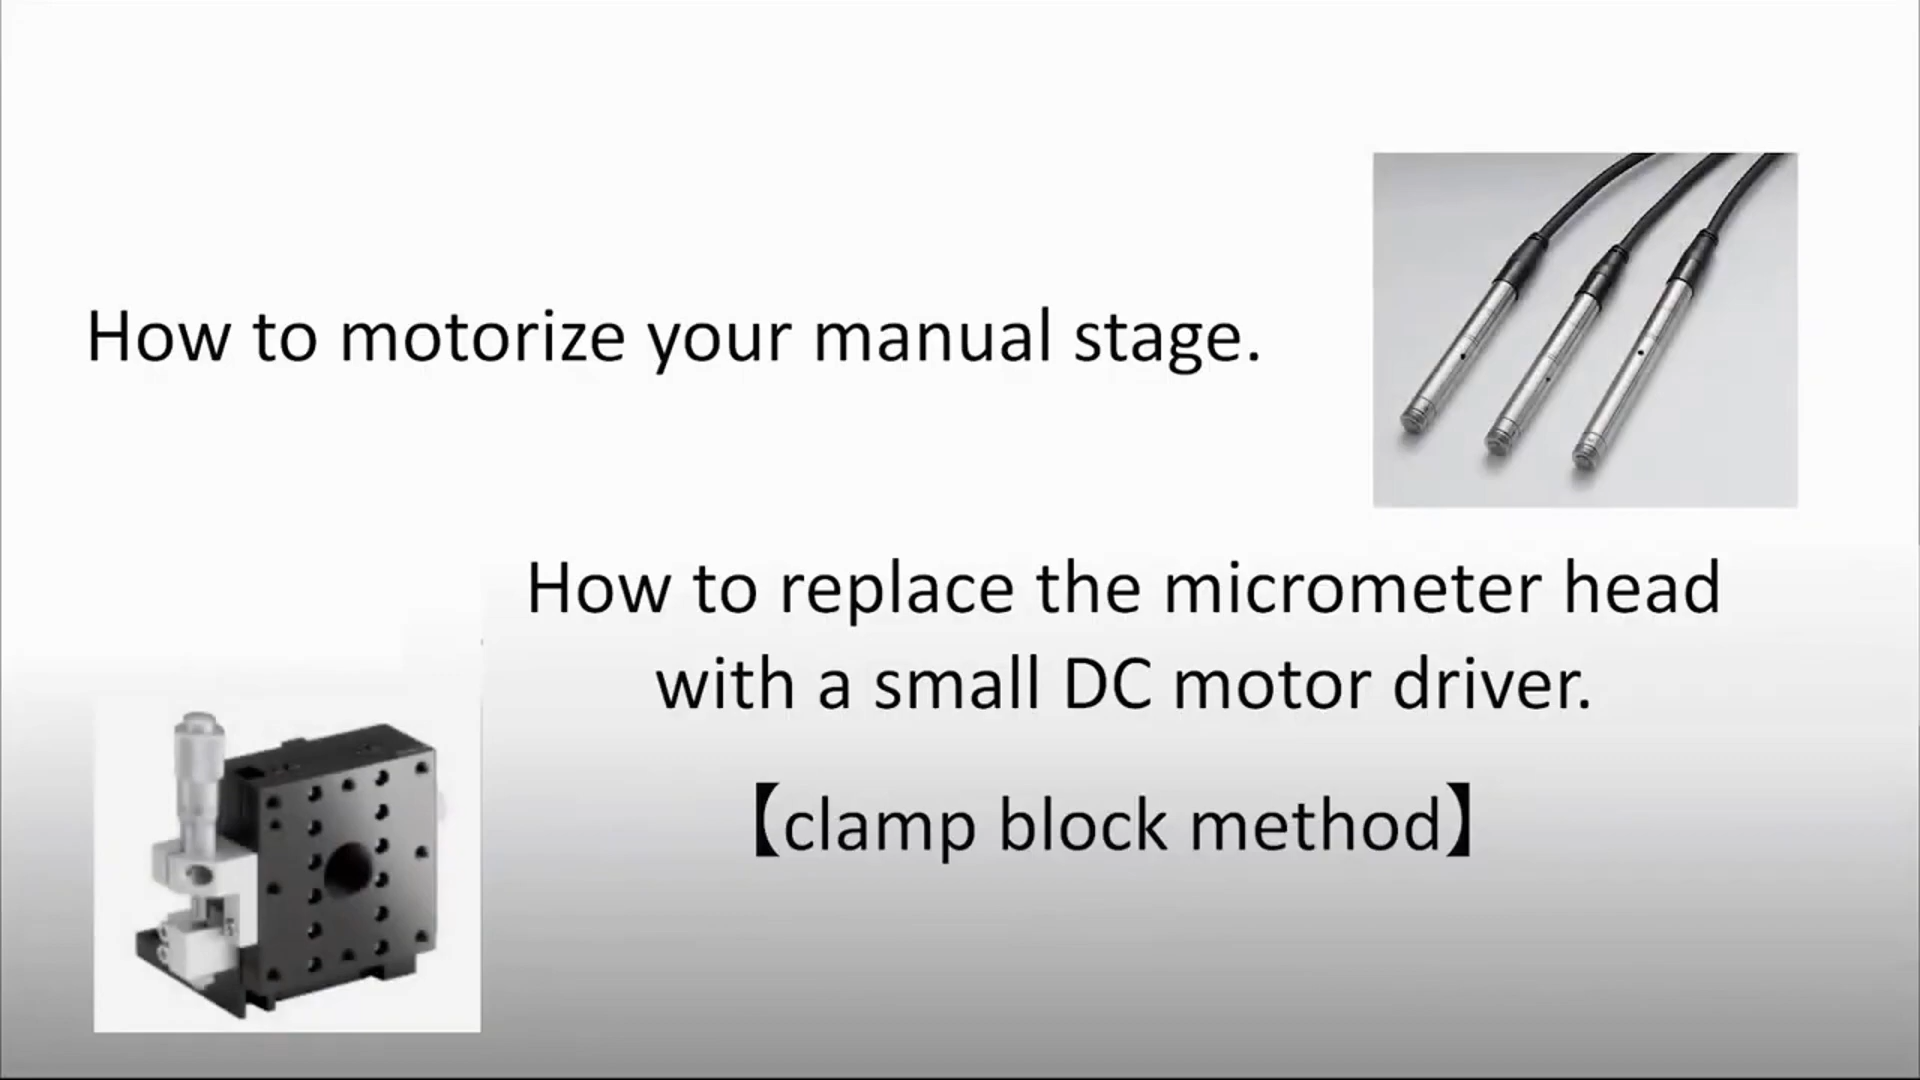 How to motorize your manual stage.
How to replace the micrometer head
with a small DC motor driver.
【clamp block method】